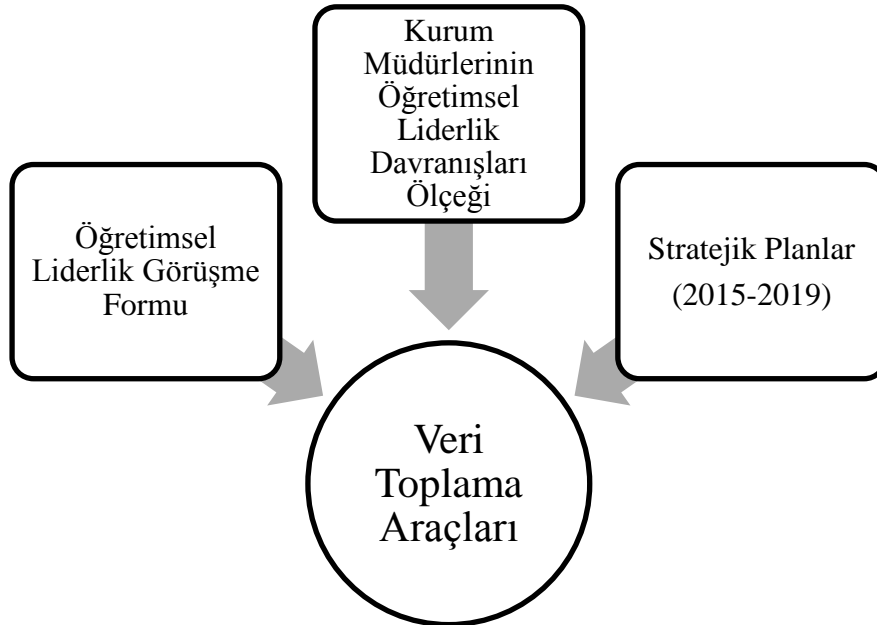 Kurum
Müdürlerinin
Öğretimsel
Liderlik
Davranışları
Ölçeği
Öğretimsel
Liderlik Görüşme
Formu
Stratejik Planlar
(2015-2019)
Veri
Toplama
Araçları